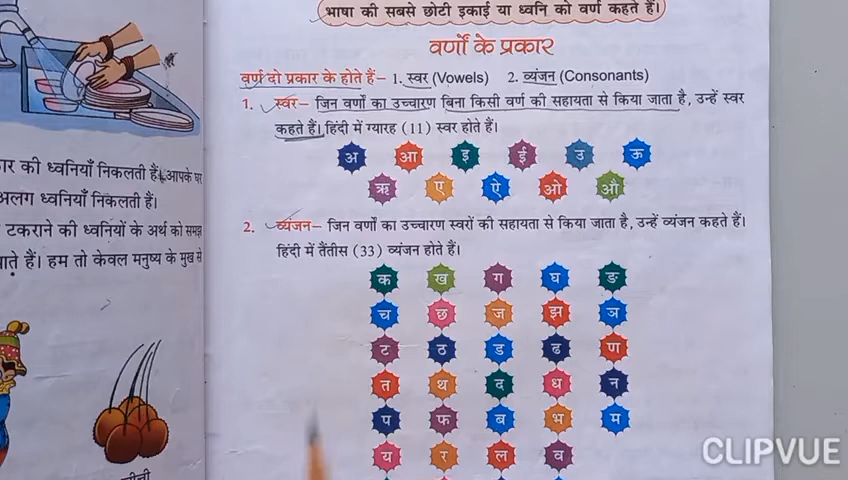 भाषा की सबसे छोटी इकाई या ध्वनि को वर्ण कहते हैं।
वर्णों के प्रकार
वर्ण दो प्रकार के होते हैं– 1. स्वर (Vowels) 2. व्यंजन (Consonants)
1. स्वर– जिन वर्णों का उच्चारण बिना किसी वर्ण की सहायता से किया जाता है, उन्हें स्वर
कहते हैं। हिंदी में ग्यारह (11) स्वर होते हैं।
अ आ इ ई उ ऊ
ऋ ए ऐ ओ औ
2. व्यंजन– जिन वर्णों का उच्चारण स्वरों की सहायता से किया जाता है, उन्हें व्यंजन कहते हैं।
हिंदी में तैंतीस (33) व्यंजन होते हैं।
क ख ग घ ङ
च छ ज झ ञ
ट ठ ड ढ ण
त थ द ध न
प फ ब भ म
य र ल व
की ध्वनियाँ निकलती हैं। आपके
अलग ध्वनियाँ निकलती हैं।
टकराने की ध्वनियों के अर्थ को समझ
हैं। हम तो केवल मनुष्य के मुख से
CLIPVUE